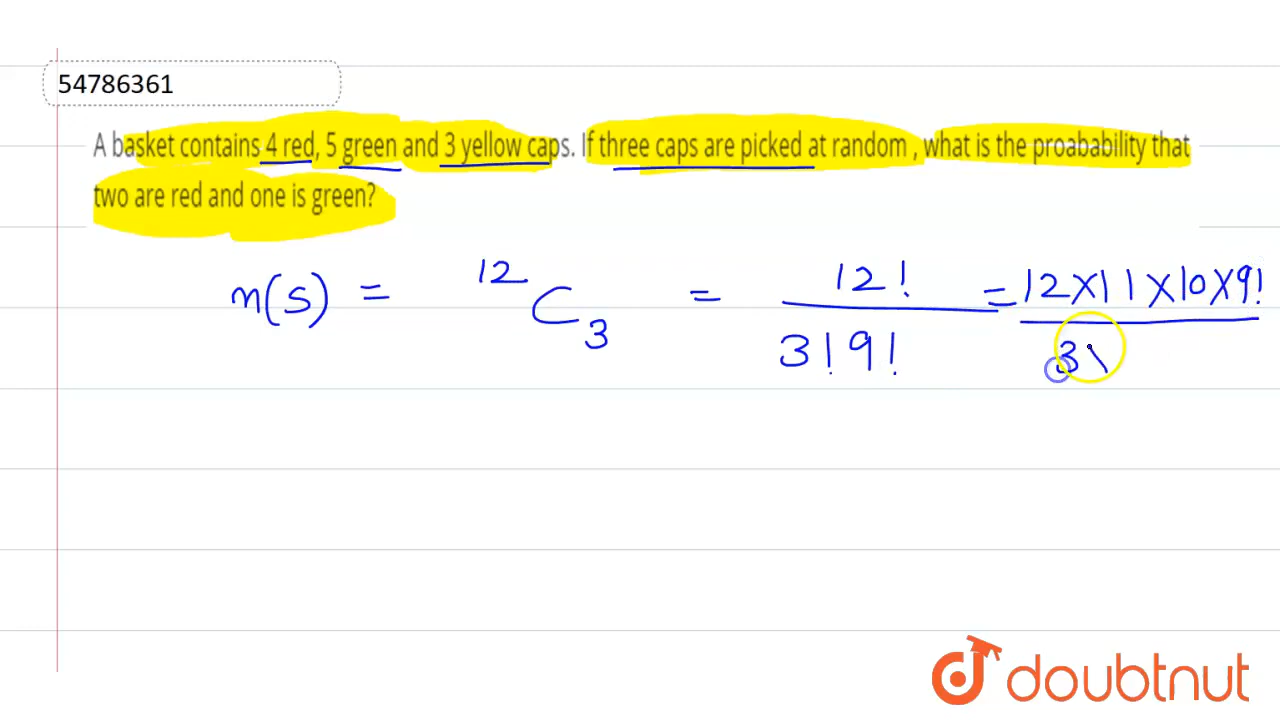 54786361
A basket contains 4 red, 5 green and 3 yellow caps. If three caps are picked at random , what is the proabability that
two are red and one is green?
n(S) = ¹²C₃ = 12! / 3! 9! = 12×11×10×9! / 3
doubtnut